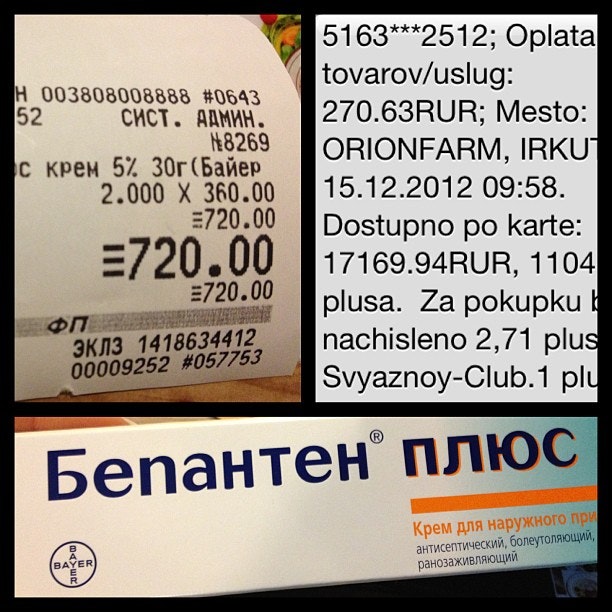 Н 003808008888 #0643
52 СИСТ. АДМИН.
№8269
с крем 5% 30г(Байер
2.000 X 360.00
≡720.00
≡720.00
≡720.00
ФП
ЭКЛЗ 1418634412
00009252 #057753
5163***2512; Oplata
tovarov/uslug:
270.63RUR; Mesto:
ORIONFARM, IRKUT
15.12.2012 09:58.
Dostupno po karte:
17169.94RUR, 1104
plusa. Za pokupku b
nachisleno 2,71 plus
Svyaznoy-Club.1 plu
Бепантен® плюс
Крем для наружного при
антисептический, болеутоляющий,
ранозаживляющий
BAYER
BAYER